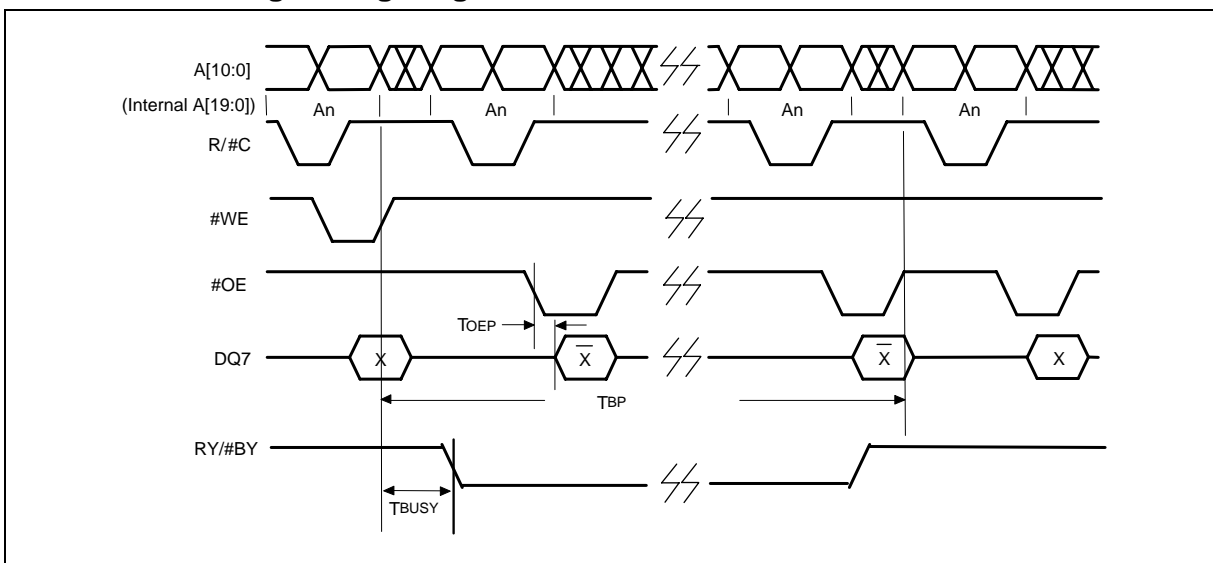 A[10:0]
(Internal A[19:0])
An An An An
R/#C
#WE
#OE
TOEP
DQ7
X X̅ X̅ X
TBP
RY/#BY
TBUSY